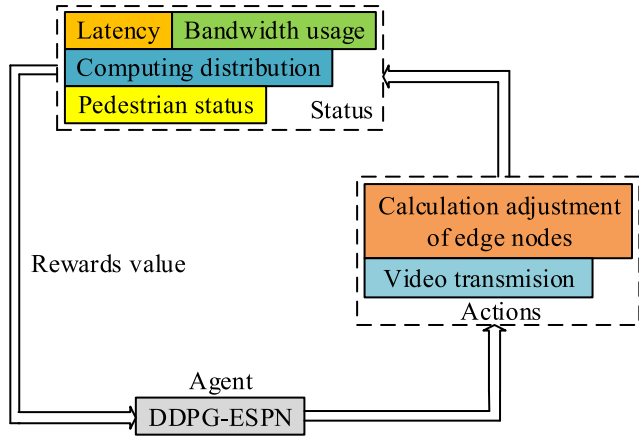 Latency
Bandwidth usage
Computing distribution
Pedestrian status
Status
Calculation adjustment
of edge nodes
Video transmision
Actions
Rewards value
Agent
DDPG-ESPN